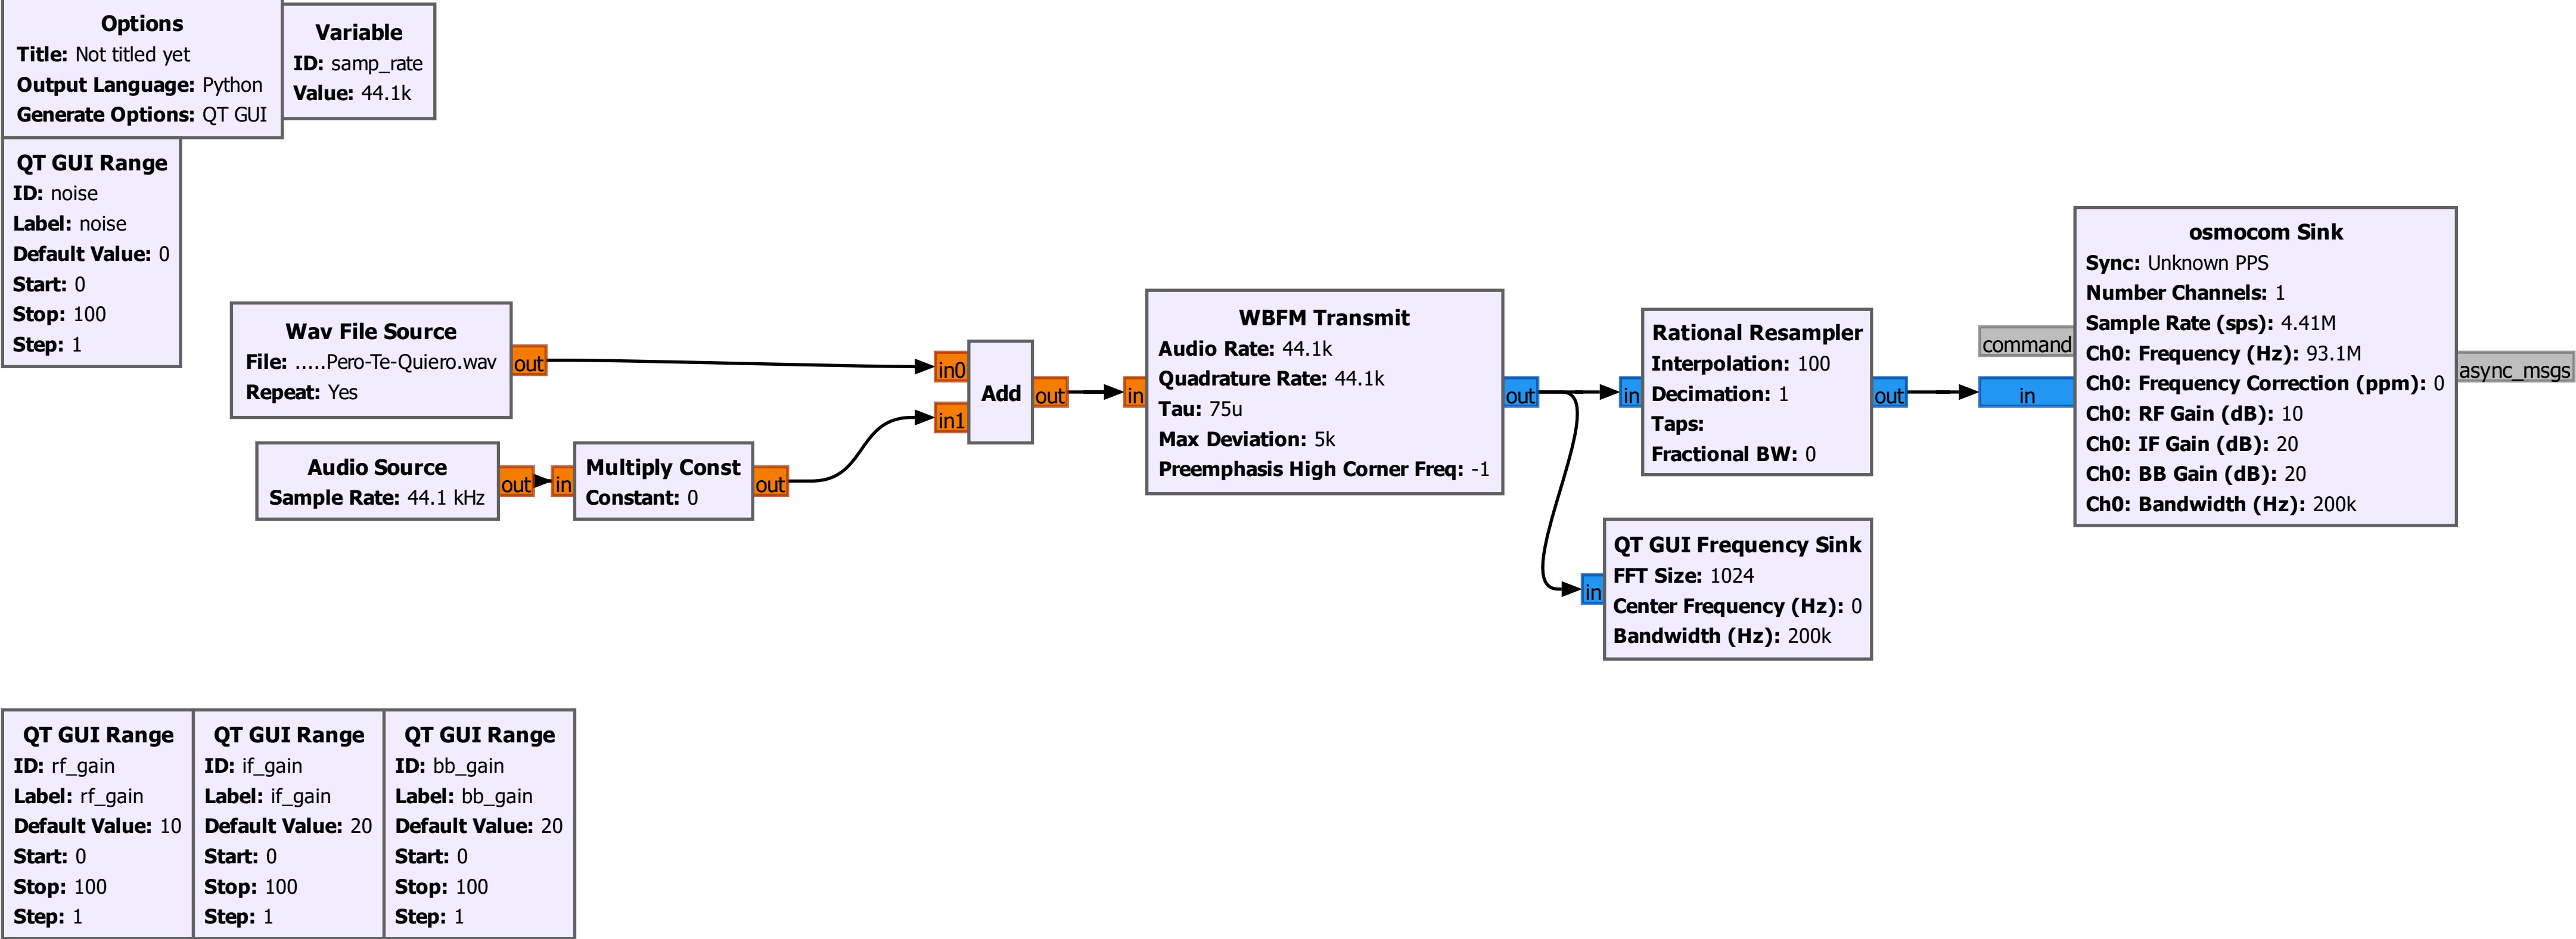 Options
Title: Not titled yet
Output Language: Python
Generate Options: QT GUI
Variable
ID: samp_rate
Value: 44.1k
QT GUI Range
ID: noise
Label: noise
Default Value: 0
Start: 0
Stop: 100
Step: 1
Wav File Source
File: .....Pero-Te-Quiero.wav
Repeat: Yes
out
Audio Source
Sample Rate: 44.1 kHz
out
in
Multiply Const
Constant: 0
out
in0
in1
Add
out
in
WBFM Transmit
Audio Rate: 44.1k
Quadrature Rate: 44.1k
Tau: 75u
Max Deviation: 5k
Preemphasis High Corner Freq: -1
out
in
Rational Resampler
Interpolation: 100
Decimation: 1
Taps:
Fractional BW: 0
out
in
QT GUI Frequency Sink
FFT Size: 1024
Center Frequency (Hz): 0
Bandwidth (Hz): 200k
command
in
osmocom Sink
Sync: Unknown PPS
Number Channels: 1
Sample Rate (sps): 4.41M
Ch0: Frequency (Hz): 93.1M
Ch0: Frequency Correction (ppm): 0
Ch0: RF Gain (dB): 10
Ch0: IF Gain (dB): 20
Ch0: BB Gain (dB): 20
Ch0: Bandwidth (Hz): 200k
async_msgs
QT GUI Range
ID: rf_gain
Label: rf_gain
Default Value: 10
Start: 0
Stop: 100
Step: 1
QT GUI Range
ID: if_gain
Label: if_gain
Default Value: 20
Start: 0
Stop: 100
Step: 1
QT GUI Range
ID: bb_gain
Label: bb_gain
Default Value: 20
Start: 0
Stop: 100
Step: 1